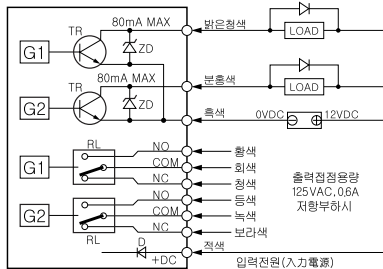 80mA MAX
밝은청색
TR
G1
ZD
LOAD
80mA MAX
분홍색
TR
G2
ZD
LOAD
흑색
0VDC
12VDC
RL
NO
황색
G1
COM
회색
NC
청색
NO
등색
G2
COM
녹색
NC
보라색
RL
출력접점용량
125VAC, 0.6A
저항부하시
D
+DC
적색
입력전원(入力電源)